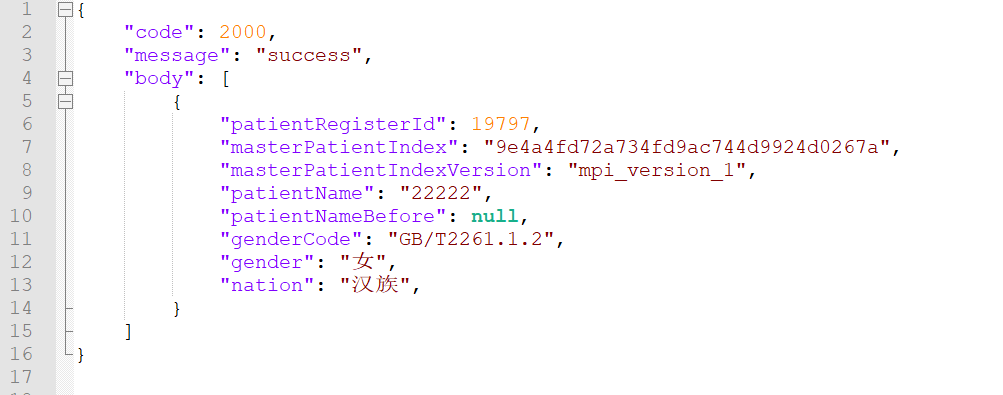 1 {
2     "code": 2000,
3     "message": "success",
4     "body": [
5         {
6             "patientRegisterId": 19797,
7             "masterPatientIndex": "9e4a4fd72a734fd9ac744d9924d0267a",
8             "masterPatientIndexVersion": "mpi_version_1",
9             "patientName": "22222",
10             "patientNameBefore": null,
11             "genderCode": "GB/T2261.1.2",
12             "gender": "女",
13             "nation": "汉族",
14         }
15     ]
16 }
17